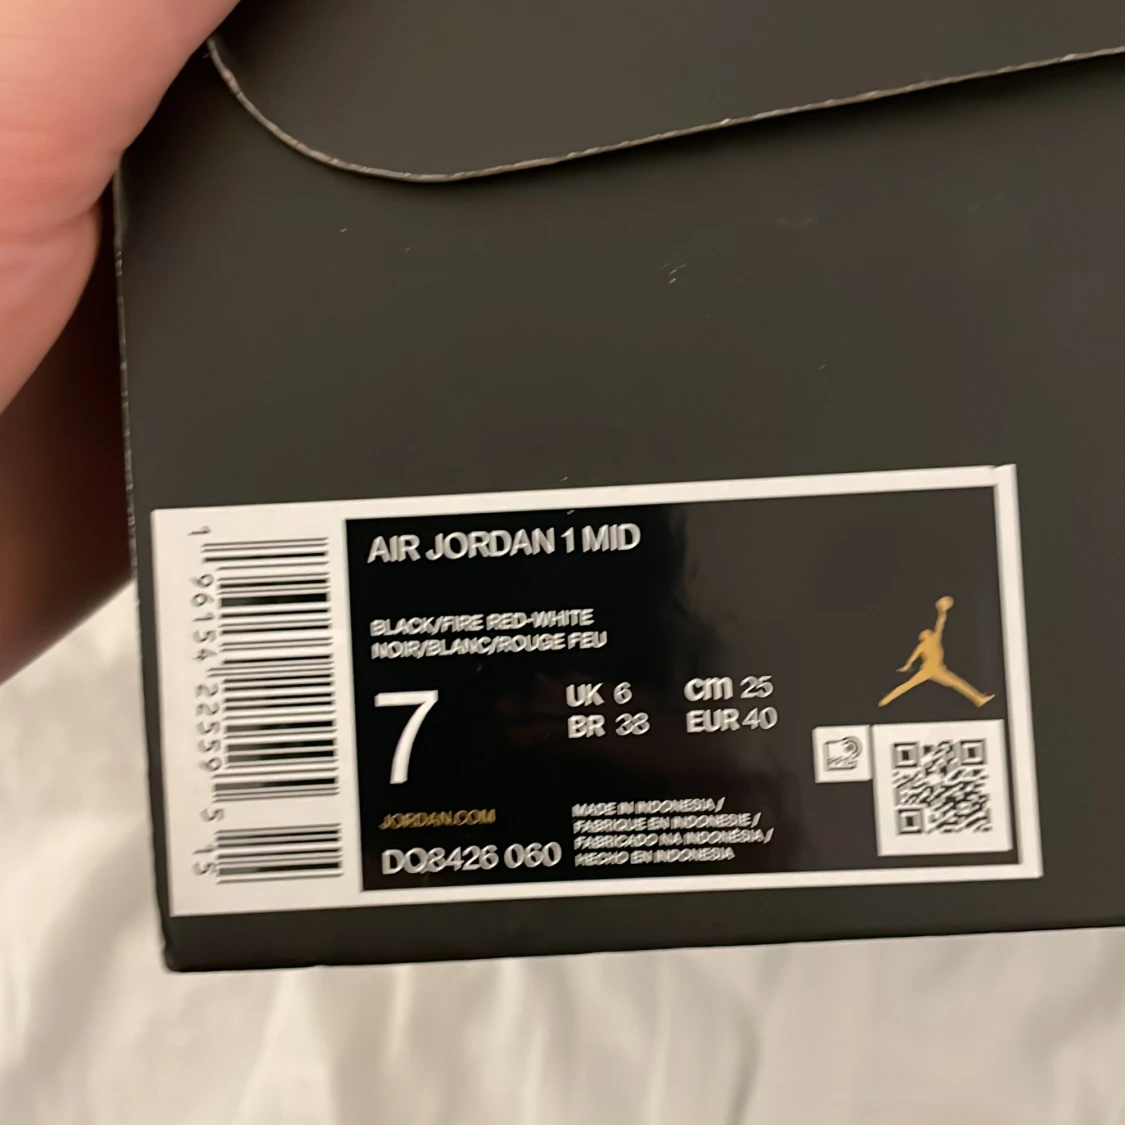 AIR JORDAN 1 MID
BLACK/FIRE RED-WHITE
NOIR/BLANC/ROUGE FEU
7
UK 6 cm 25
BR 38 EUR 40
JORDAN.COM
DQ8426 060
MADE IN INDONESIA/
FABRIQUE EN INDONESIE/
FABRICADO NA INDONÉSIA/
HECHO EN INDONESIA
1 96154 22559 5 15